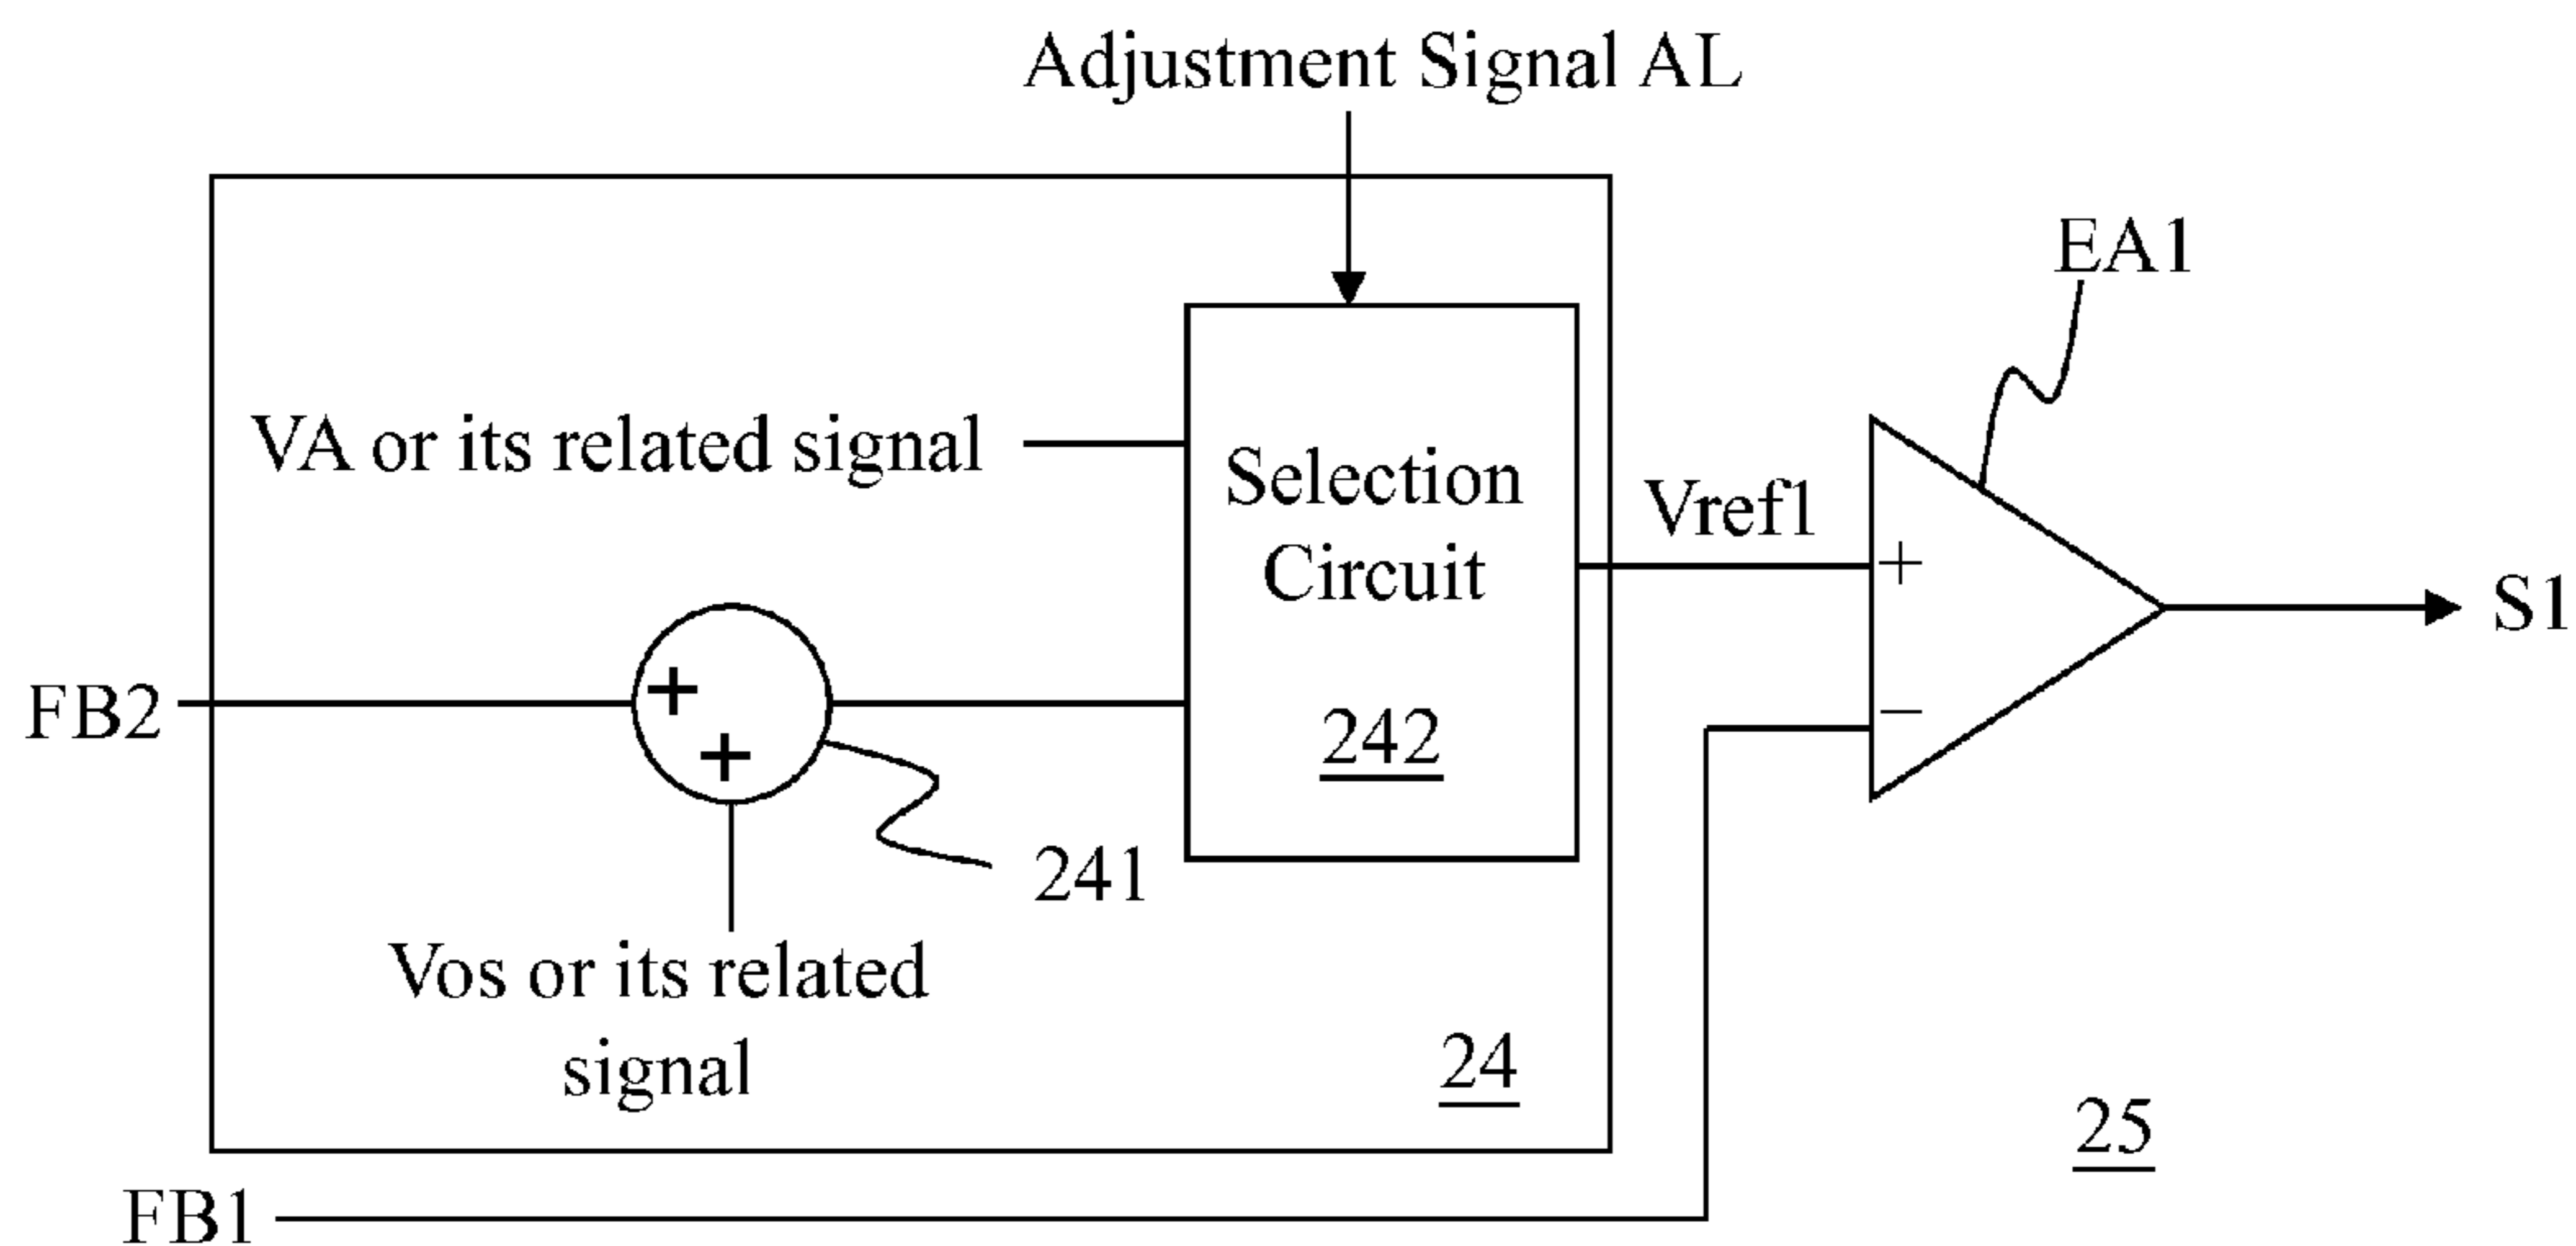 Adjustment Signal AL
EA1
VA or its related signal
Selection
Circuit
242
Vref1
+
−
S1
FB2
+
+
241
Vos or its related
signal
24
25
FB1